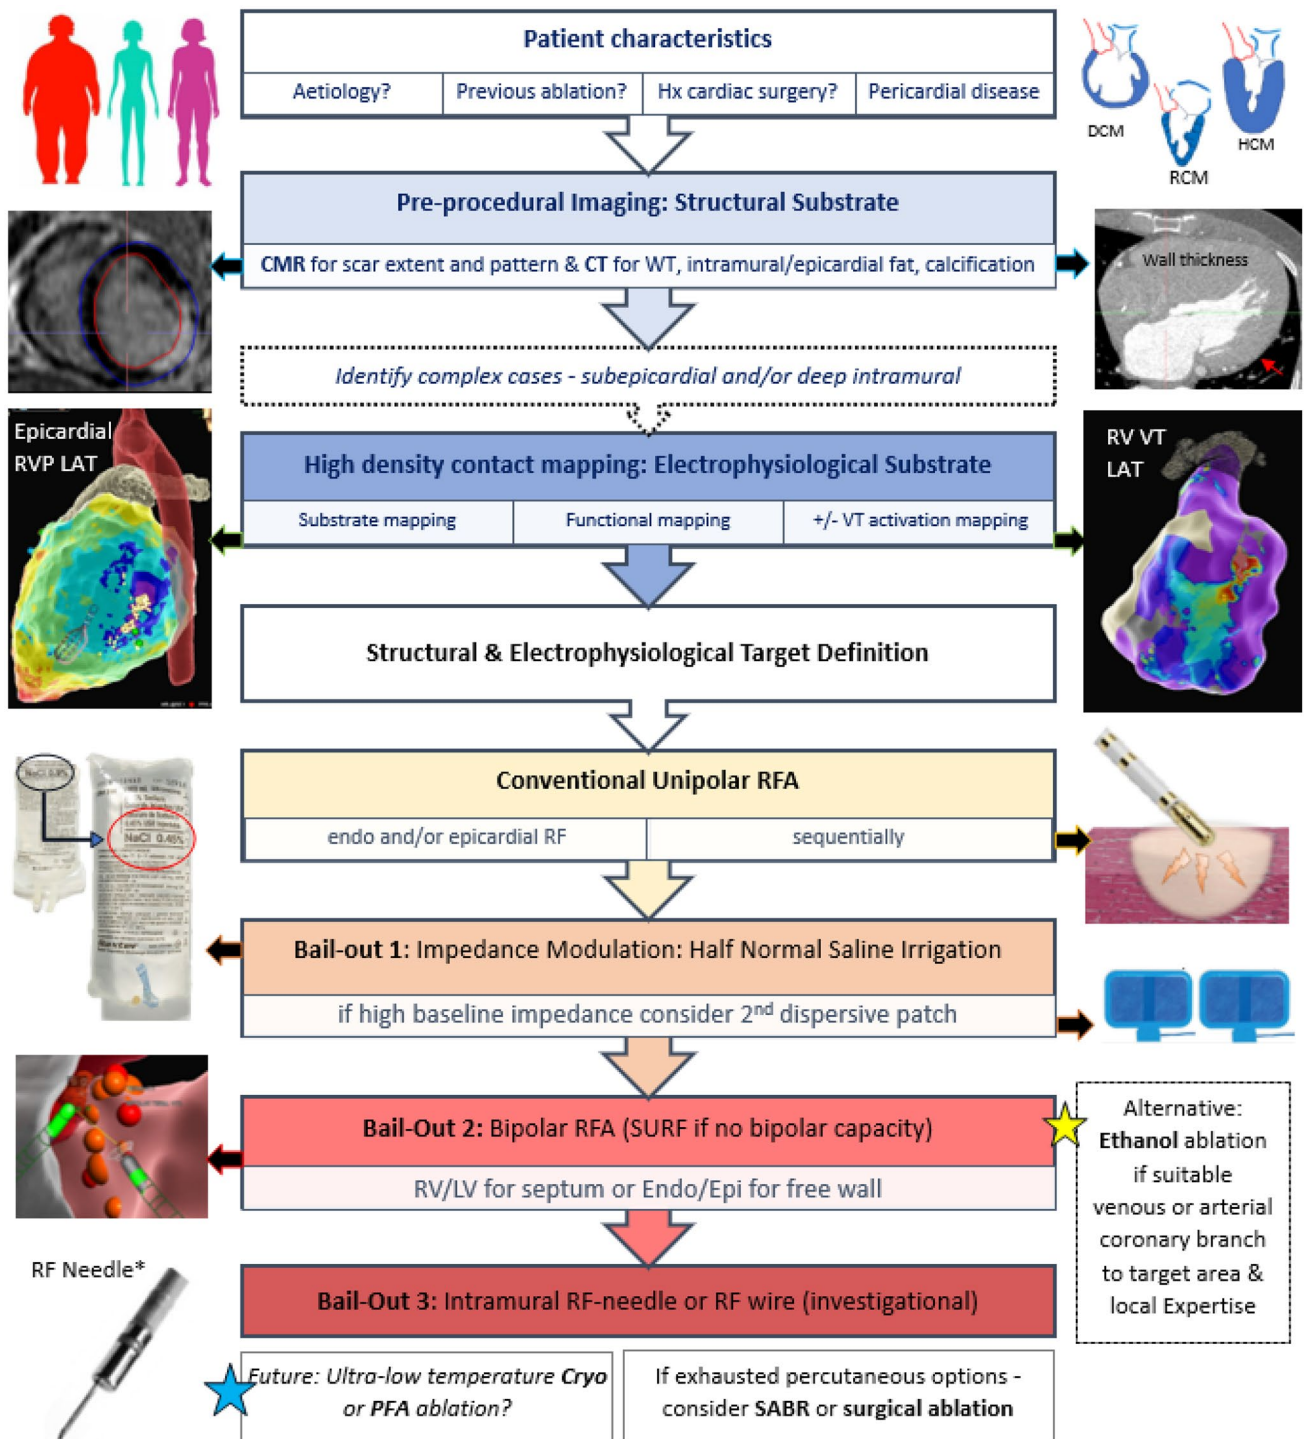 Patient characteristics
Aetiology?
Previous ablation?
Hx cardiac surgery?
Pericardial disease
DCM
RCM
HCM
Pre-procedural Imaging: Structural Substrate
CMR for scar extent and pattern & CT for WT, intramural/epicardial fat, calcification
Wall thickness
Identify complex cases - subepicardial and/or deep intramural
Epicardial
RVP LAT
RV VT
LAT
High density contact mapping: Electrophysiological Substrate
Substrate mapping
Functional mapping
+/- VT activation mapping
Structural & Electrophysiological Target Definition
Conventional Unipolar RFA
endo and/or epicardial RF
sequentially
NaCl 0.9%
NaCl 0.45%
Bail-out 1: Impedance Modulation: Half Normal Saline Irrigation
if high baseline impedance consider 2nd dispersive patch
Bail-Out 2: Bipolar RFA (SURF if no bipolar capacity)
RV/LV for septum or Endo/Epi for free wall
Alternative:
Ethanol ablation
if suitable
venous or arterial
coronary branch
to target area &
local Expertise
RF Needle*
Bail-Out 3: Intramural RF-needle or RF wire (investigational)
Future: Ultra-low temperature Cryo
or PFA ablation?
If exhausted percutaneous options -
consider SABR or surgical ablation